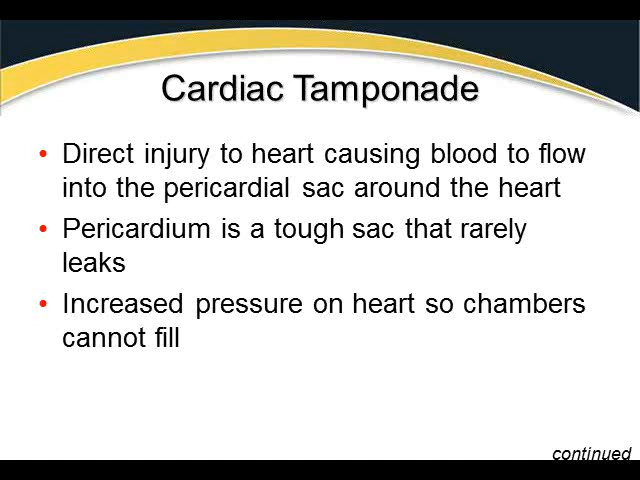 Cardiac Tamponade
• Direct injury to heart causing blood to flow
into the pericardial sac around the heart
• Pericardium is a tough sac that rarely
leaks
• Increased pressure on heart so chambers
cannot fill
continued